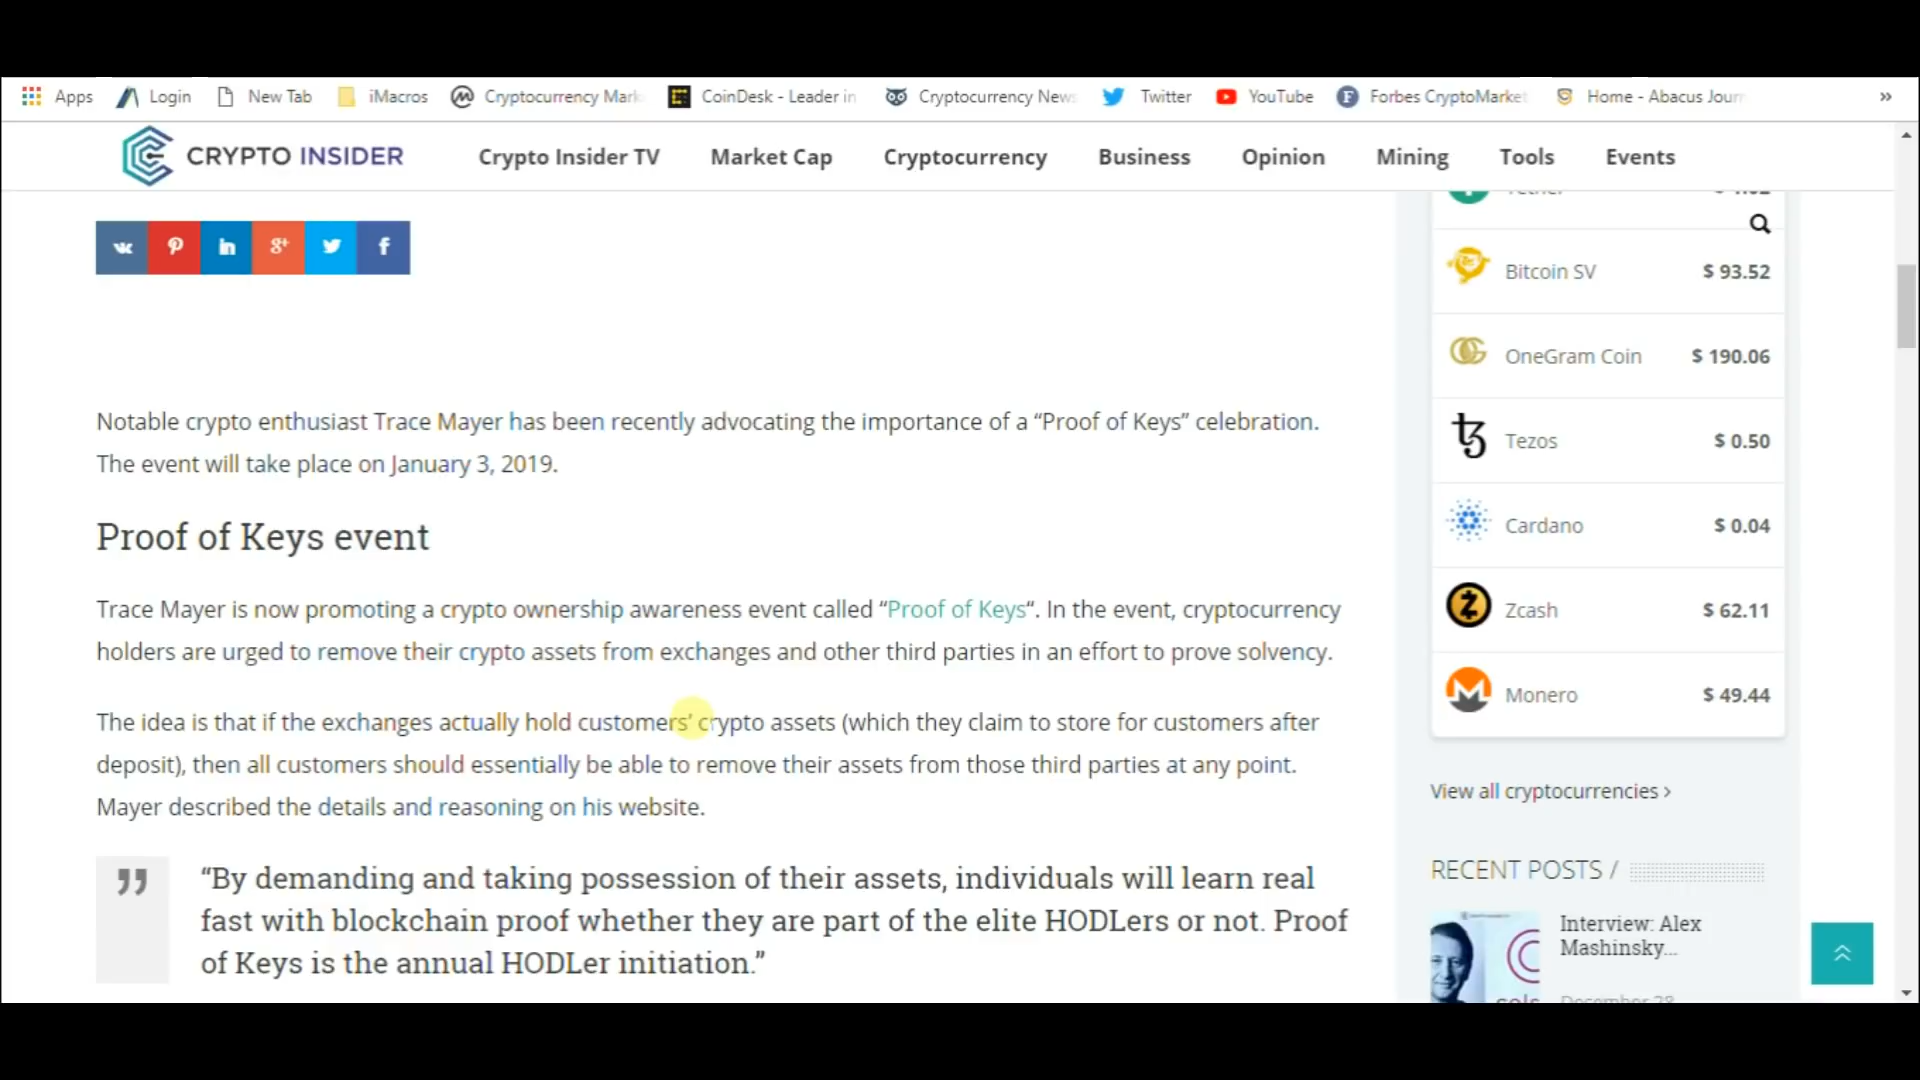 Apps Login New Tab iMacros Cryptocurrency Mark CoinDesk - Leader in Cryptocurrency News Twitter YouTube Forbes CryptoMarket Home - Abacus Journ »
CRYPTO INSIDER Crypto Insider TV Market Cap Cryptocurrency Business Opinion Mining Tools Events
Notable crypto enthusiast Trace Mayer has been recently advocating the importance of a “Proof of Keys” celebration.
The event will take place on January 3, 2019.
Proof of Keys event
Trace Mayer is now promoting a crypto ownership awareness event called “Proof of Keys“. In the event, cryptocurrency
holders are urged to remove their crypto assets from exchanges and other third parties in an effort to prove solvency.
The idea is that if the exchanges actually hold customers’ crypto assets (which they claim to store for customers after
deposit), then all customers should essentially be able to remove their assets from those third parties at any point.
Mayer described the details and reasoning on his website.
“By demanding and taking possession of their assets, individuals will learn real
fast with blockchain proof whether they are part of the elite HODLers or not. Proof
of Keys is the annual HODLer initiation.”
Bitcoin SV $ 93.52
OneGram Coin $ 190.06
Tezos $ 0.50
Cardano $ 0.04
Zcash $ 62.11
Monero $ 49.44
View all cryptocurrencies ›
RECENT POSTS /
Interview: Alex
Mashinsky...